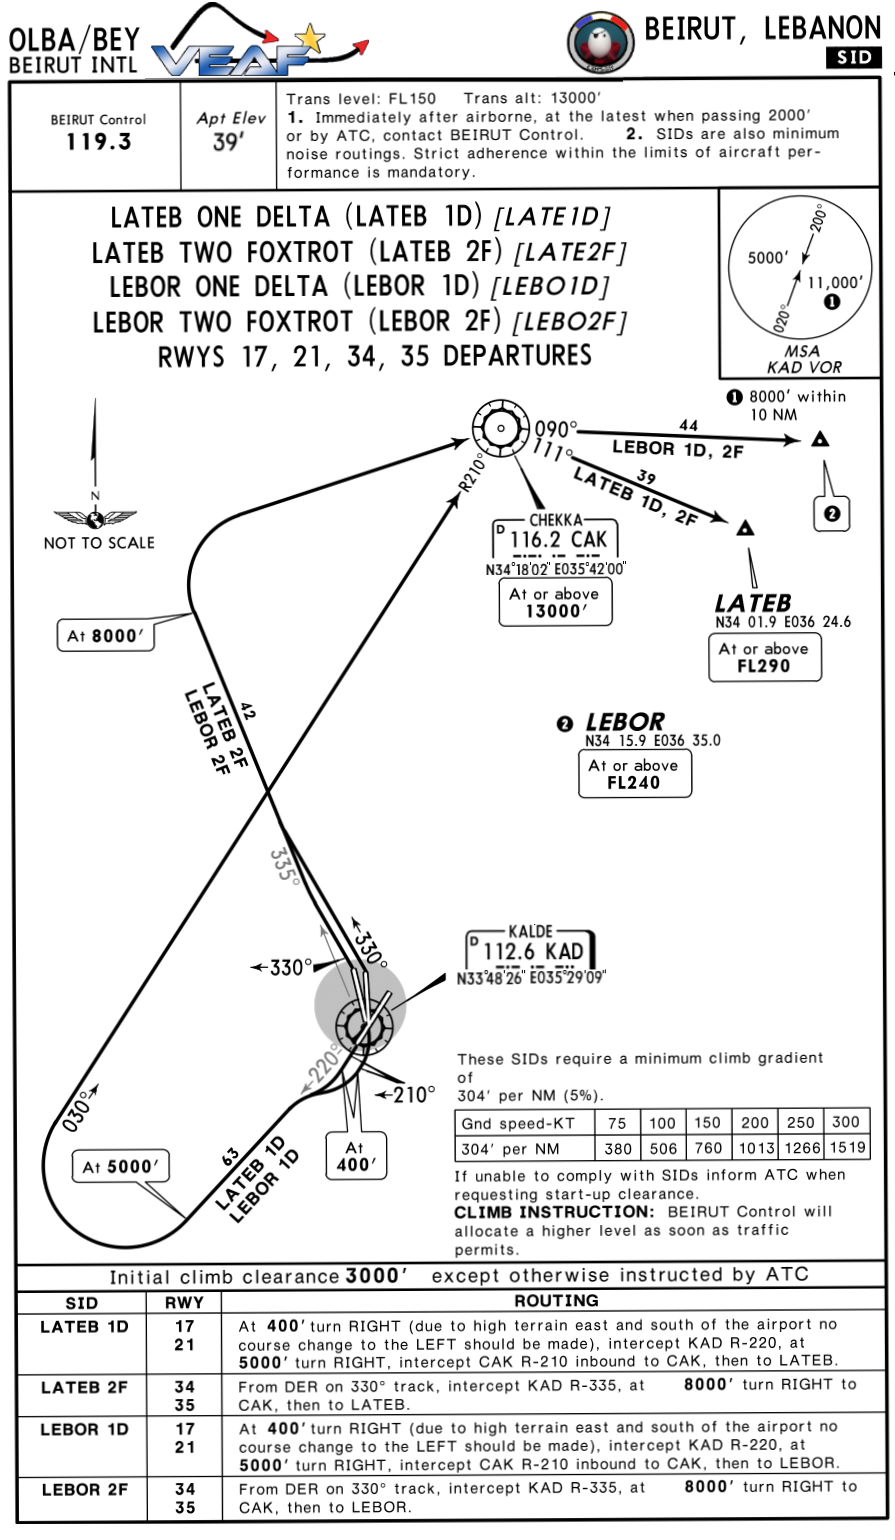 OLBA/BEY
BEIRUT INTL
VEAF
BEIRUT, LEBANON
SID
BEIRUT Control
119.3
Apt Elev
39'
Trans level: FL150 Trans alt: 13000'
1. Immediately after airborne, at the latest when passing 2000'
or by ATC, contact BEIRUT Control. 2. SIDs are also minimum
noise routings. Strict adherence within the limits of aircraft per-
formance is mandatory.
LATEB ONE DELTA (LATEB 1D) [LATE1D]
LATEB TWO FOXTROT (LATEB 2F) [LATE2F]
LEBOR ONE DELTA (LEBOR 1D) [LEBO1D]
LEBOR TWO FOXTROT (LEBOR 2F) [LEBO2F]
RWYS 17, 21, 34, 35 DEPARTURES
200°
5000'
11,000'
1
020°
MSA
KAD VOR
1 8000' within
10 NM
N
NOT TO SCALE
090°
44
LEBOR 1D, 2F
111°
39
LATEB 1D, 2F
R210°
2
CHEKKA
D 116.2 CAK
N34°18'02" E035°42'00"
At or above
13000'
LATEB
N34 01.9 E036 24.6
At or above
FL290
At 8000'
42
LATEB 2F
LEBOR 2F
2 LEBOR
N34 15.9 E036 35.0
At or above
FL240
335°
330°
330°
KALDE
D 112.6 KAD
N33°48'26" E035°29'09"
220°
210°
030°
At 5000'
63
LATEB 1D
LEBOR 1D
At
400'
These SIDs require a minimum climb gradient
of
304' per NM (5%).
Gnd speed-KT 75 100 150 200 250 300
304' per NM 380 506 760 1013 1266 1519
If unable to comply with SIDs inform ATC when
requesting start-up clearance.
CLIMB INSTRUCTION: BEIRUT Control will
allocate a higher level as soon as traffic
permits.
Initial climb clearance 3000' except otherwise instructed by ATC
SID RWY ROUTING
LATEB 1D 17 At 400' turn RIGHT (due to high terrain east and south of the airport no
21 course change to the LEFT should be made), intercept KAD R-220, at
5000' turn RIGHT, intercept CAK R-210 inbound to CAK, then to LATEB.
LATEB 2F 34 From DER on 330° track, intercept KAD R-335, at 8000' turn RIGHT to
35 CAK, then to LATEB.
LEBOR 1D 17 At 400' turn RIGHT (due to high terrain east and south of the airport no
21 course change to the LEFT should be made), intercept KAD R-220, at
5000' turn RIGHT, intercept CAK R-210 inbound to CAK, then to LEBOR.
LEBOR 2F 34 From DER on 330° track, intercept KAD R-335, at 8000' turn RIGHT to
35 CAK, then to LEBOR.